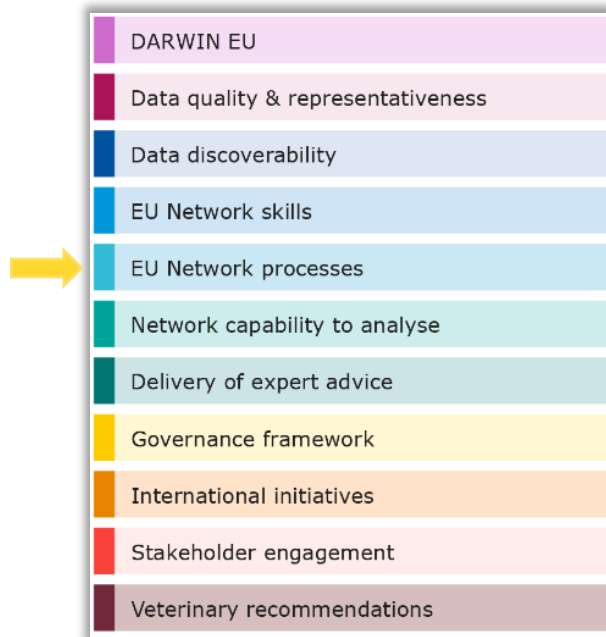 DARWIN EU
Data quality & representativeness
Data discoverability
EU Network skills
EU Network processes
Network capability to analyse
Delivery of expert advice
Governance framework
International initiatives
Stakeholder engagement
Veterinary recommendations